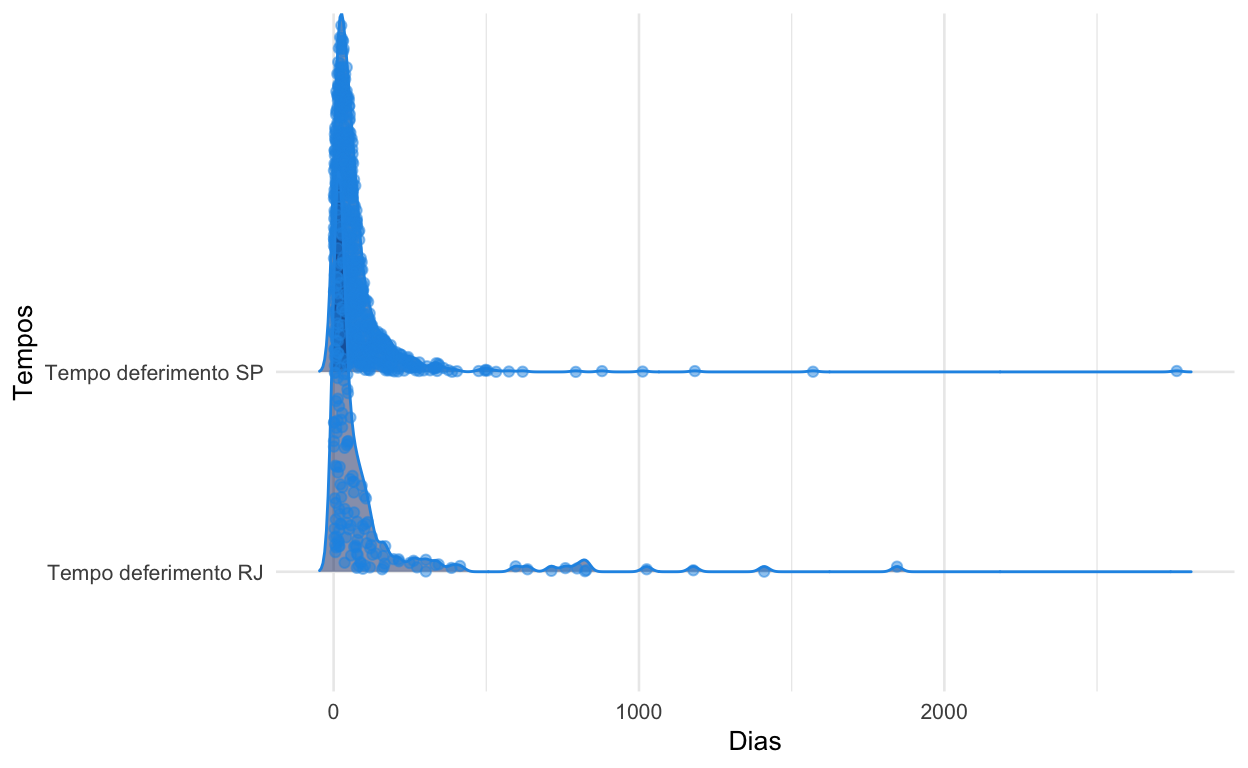 Tempos
Tempo deferimento SP
Tempo deferimento RJ
0 1000 2000
Dias